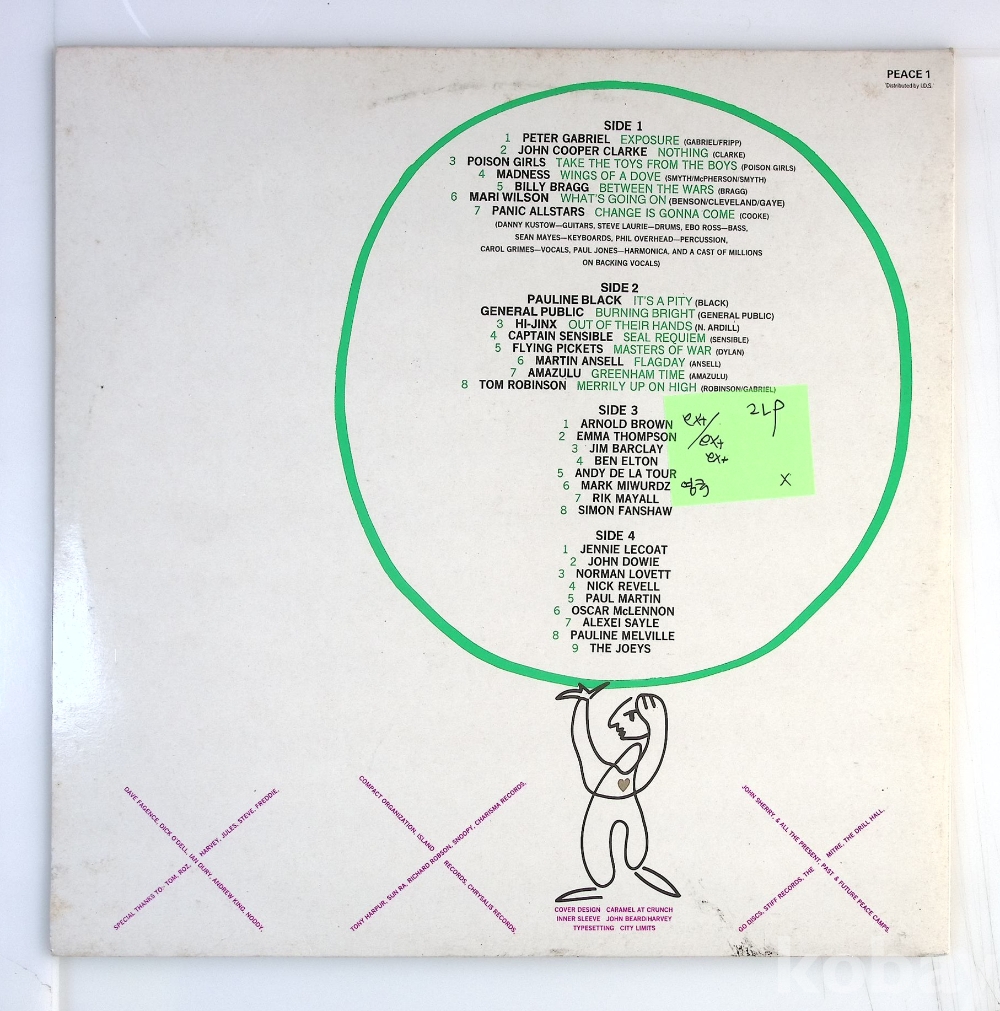 PEACE 1
Distributed by I.D.S.
SIDE 1
1 PETER GABRIEL EXPOSURE (GABRIEL/FRIPP)
2 JOHN COOPER CLARKE NOTHING (CLARKE)
3 POISON GIRLS TAKE THE TOYS FROM THE BOYS (POISON GIRLS)
4 MADNESS WINGS OF A DOVE (SMYTH/McPHERSON/SMYTH)
5 BILLY BRAGG BETWEEN THE WARS (BRAGG)
6 MARI WILSON WHAT'S GOING ON (BENSON/CLEVELAND/GAYE)
7 PANIC ALLSTARS CHANGE IS GONNA COME (COOKE)
(DANNY KUSTOW—GUITARS, STEVE LAURIE—DRUMS, EBO ROSS—BASS,
SEAN MAYES—KEYBOARDS, PHIL OVERHEAD—PERCUSSION,
CAROL GRIMES—VOCALS, PAUL JONES—HARMONICA, AND A CAST OF MILLIONS
ON BACKING VOCALS)
SIDE 2
PAULINE BLACK IT'S A PITY (BLACK)
GENERAL PUBLIC BURNING BRIGHT (GENERAL PUBLIC)
3 HI-JINX OUT OF THEIR HANDS (N. ARDILL)
4 CAPTAIN SENSIBLE SEAL REQUIEM (SENSIBLE)
5 FLYING PICKETS MASTERS OF WAR (DYLAN)
6 MARTIN ANSELL FLAGDAY (ANSELL)
7 AMAZULU GREENHAM TIME (AMAZULU)
8 TOM ROBINSON MERRILY UP ON HIGH (ROBINSON/GABRIEL)
SIDE 3
1 ARNOLD BROWN
2 EMMA THOMPSON
3 JIM BARCLAY
4 BEN ELTON
5 ANDY DE LA TOUR
6 MARK MIWURDZ
7 RIK MAYALL
8 SIMON FANSHAW
2LP
ex+/
ex+
ex+
X
SIDE 4
1 JENNIE LECOAT
2 JOHN DOWIE
3 NORMAN LOVETT
4 NICK REVELL
5 PAUL MARTIN
6 OSCAR McLENNON
7 ALEXEI SAYLE
8 PAULINE MELVILLE
9 THE JOEYS
DAVE FAGENCE, DICK O'DELL, IAN DURY, ANDREW KING, NODDY,
SPECIAL THANKS TO:- TOM, ROZ, HARVEY, JULES, STEVE, FREDDIE,
COMPACT ORGANIZATION, ISLAND RECORDS, CHRYSALIS RECORDS,
TONY HARPUR, SUN RA, RICHARD ROBSON, SNOOPY, CHARISMA RECORDS,
JOHN SHERRY, & ALL THE PRESENT, PAST & FUTURE PEACE CAMPS.
GO DISCS, STIFF RECORDS, THE MITRE, THE DRILL HALL,
COVER DESIGN CARAMEL AT CRUNCH
INNER SLEEVE JOHN BEARD/HARVEY
TYPESETTING CITY LIMITS
koba